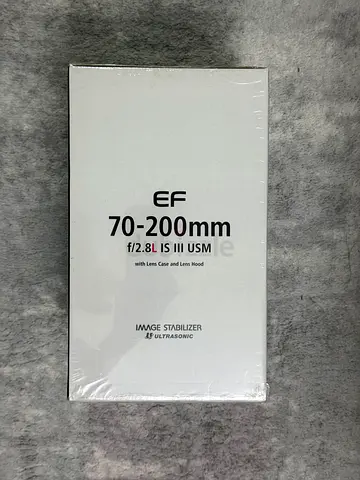 EF
70-200mm
f/2.8L IS III USM
with Lens Case and Lens Hood
IMAGE STABILIZER
ULTRASONIC